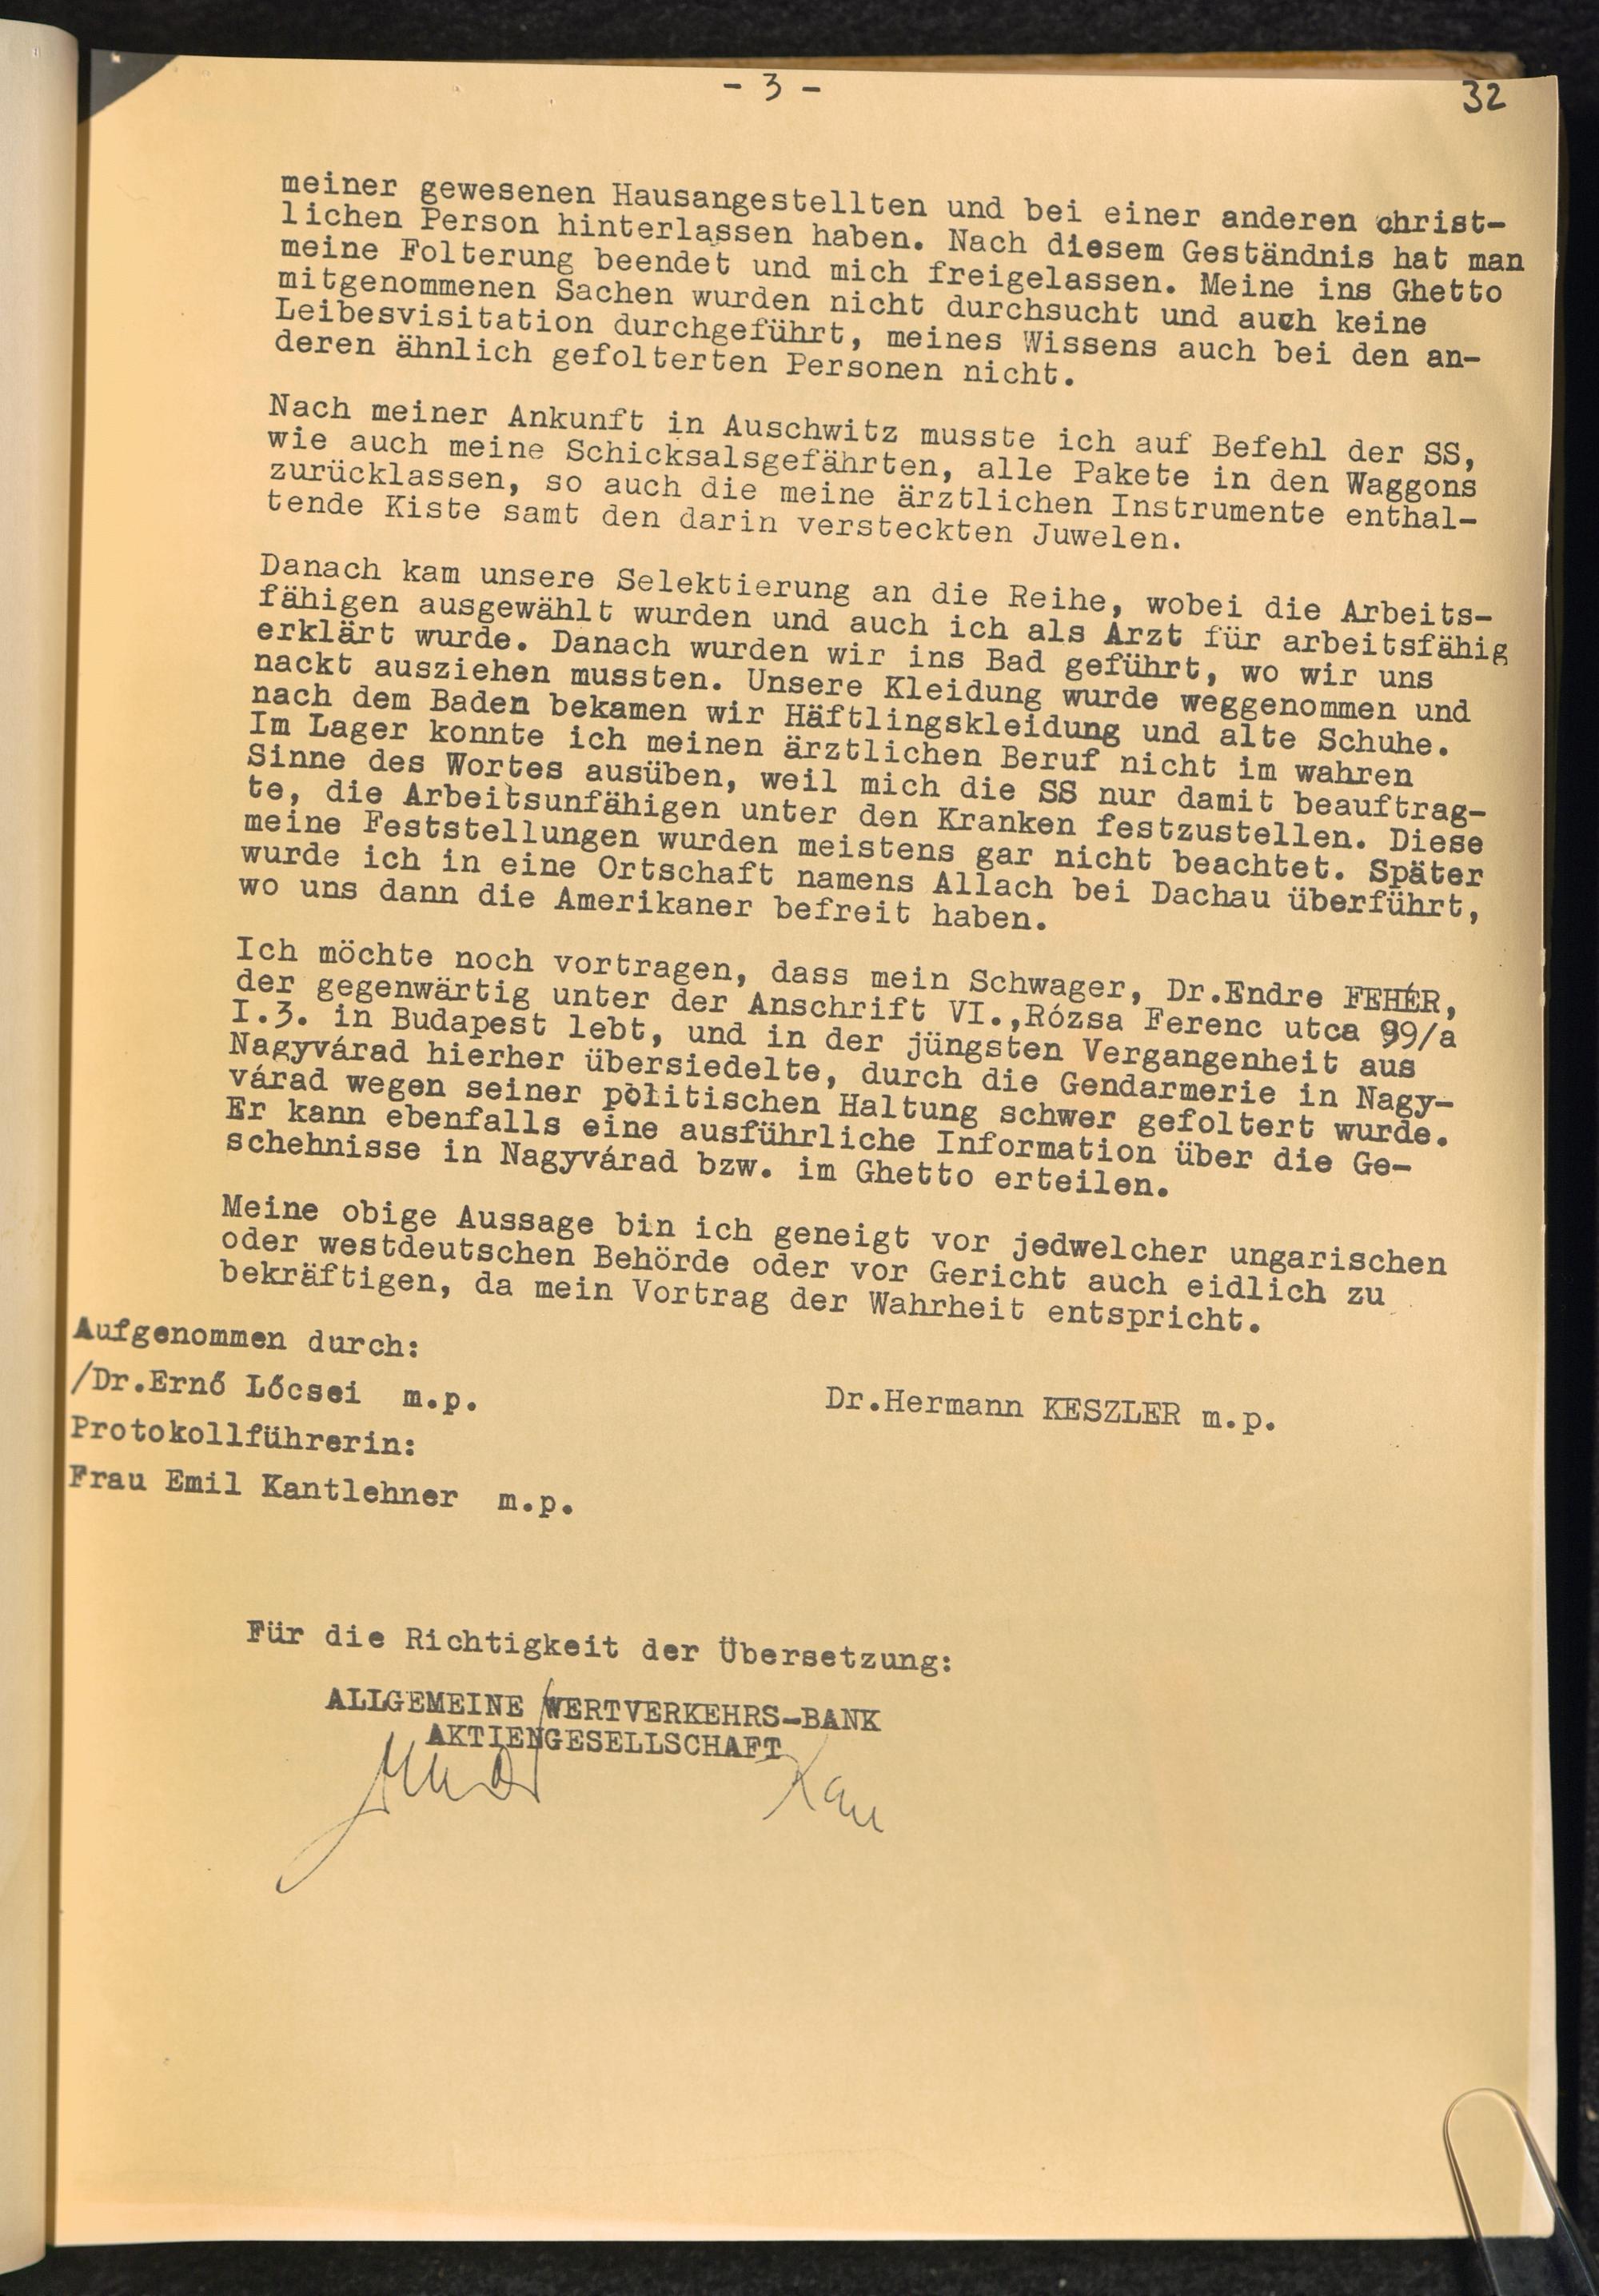 - 3 -
32
meiner gewesenen Hausangestellten und bei einer anderen christ-
lichen Person hinterlassen haben. Nach diesem Geständnis hat man
meine Folterung beendet und mich freigelassen. Meine ins Ghetto
mitgenommenen Sachen wurden nicht durchsucht und auch keine
Leibesvisitation durchgeführt, meines Wissens auch bei den an-
deren ähnlich gefolterten Personen nicht.
Nach meiner Ankunft in Auschwitz musste ich auf Befehl der SS,
wie auch meine Schicksalsgefährten, alle Pakete in den Waggons
zurücklassen, so auch die meine ärztlichen Instrumente enthal-
tende Kiste samt den darin versteckten Juwelen.
Danach kam unsere Selektierung an die Reihe, wobei die Arbeits-
fähigen ausgewählt wurden und auch ich als Arzt für arbeitsfähig
erklärt wurde. Danach wurden wir ins Bad geführt, wo wir uns
nackt ausziehen mussten. Unsere Kleidung wurde weggenommen und
nach dem Baden bekamen wir Häftlingskleidung und alte Schuhe.
Im Lager konnte ich meinen ärztlichen Beruf nicht im wahren
Sinne des Wortes ausüben, weil mich die SS nur damit beauftrag-
te, die Arbeitsunfähigen unter den Kranken festzustellen. Diese
meine Feststellungen wurden meistens gar nicht beachtet. Später
wurde ich in eine Ortschaft namens Allach bei Dachau überführt,
wo uns dann die Amerikaner befreit haben.
Ich möchte noch vortragen, dass mein Schwager, Dr.Endre FEHÉR,
der gegenwärtig unter der Anschrift VI.,Rózsa Ferenc utca 99/a
I.3. in Budapest lebt, und in der jüngsten Vergangenheit aus
Nagyvárad hierher übersiedelte, durch die Gendarmerie in Nagy-
várad wegen seiner politischen Haltung schwer gefoltert wurde.
Er kann ebenfalls eine ausführliche Information über die Ge-
schehnisse in Nagyvárad bzw. im Ghetto erteilen.
Meine obige Aussage bin ich geneigt vor jedwelcher ungarischen
oder westdeutschen Behörde oder vor Gericht auch eidlich zu
bekräftigen, da mein Vortrag der Wahrheit entspricht.
Aufgenommen durch:
/Dr.Ernő Lőcsei m.p.
Dr.Hermann KESZLER m.p.
Protokollführerin:
Frau Emil Kantlehner m.p.
Für die Richtigkeit der Übersetzung:
ALLGEMEINE WERTVERKEHRS-BANK
AKTIENGESELLSCHAFT